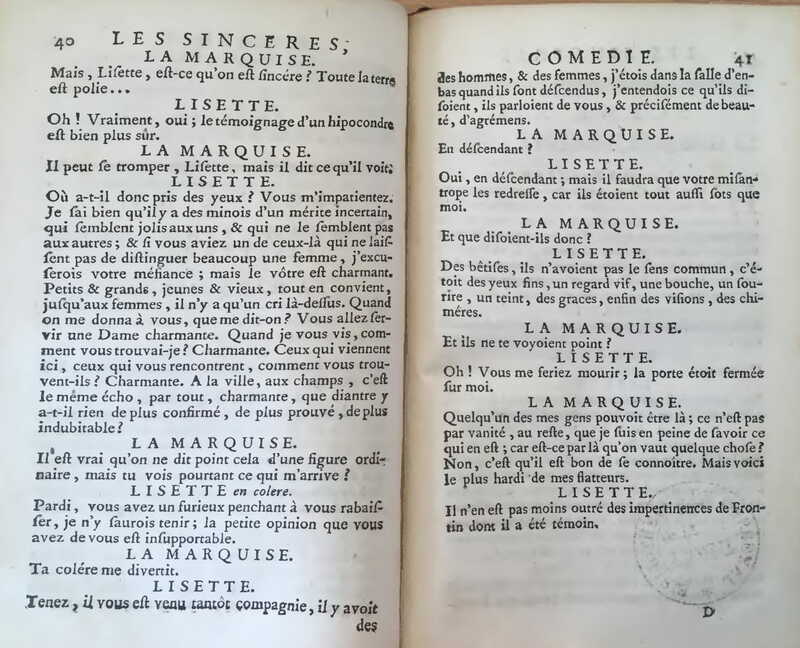 40 LES SINCERES,
LA MARQUISE.
Mais, Liſette, eſt-ce qu'on eſt ſincére ? Toute la terre
eſt polie...
LISETTE.
Oh ! Vraiment, oui ; le témoignage d'un hipocondre
eſt bien plus sûr.
LA MARQUISE.
Il peut ſe tromper, Liſette, mais il dit ce qu'il voit.
LISETTE.
Où a-t-il donc pris des yeux ? Vous m'impatientez.
Je ſai bien qu'il y a des minois d'un mérite incertain,
qui ſemblent jolis aux uns, & qui ne le ſemblent pas
aux autres ; & ſi vous aviez un de ceux-là qui ne laiſ-
ſent pas de diſtinguer beaucoup une femme, j'excu-
ſerois votre méfiance ; mais le vôtre eſt charmant.
Petits & grands, jeunes & vieux, tout en convient,
juſqu'aux femmes, il n'y a qu'un cri là-deſſus. Quand
on me donna à vous, que me dit-on ? Vous allez ſer-
vir une Dame charmante. Quand je vous vis, com-
ment vous trouvai-je ? Charmante. Ceux qui viennent
ici, ceux qui vous rencontrent, comment vous trou-
vent-ils ? Charmante. A la ville, aux champs, c'eſt
le même écho, par tout, charmante, que diantre y
a-t-il rien de plus confirmé, de plus prouvé, de plus
indubitable ?
LA MARQUISE.
Il eſt vrai qu'on ne dit point cela d'une figure ordi-
naire, mais tu vois pourtant ce qui m'arrive ?
LISETTE en colere.
Pardi, vous avez un furieux penchant à vous rabaiſ-
ſer, je n'y ſaurois tenir ; la petite opinion que vous
avez de vous eſt inſupportable.
LA MARQUISE.
Ta colére me divertit.
LISETTE.
Tenez, il vous eſt venu tantôt compagnie, il y avoit
des
COMEDIE. 41
des hommes, & des femmes, j'étois dans la ſalle d'en-
bas quand ils ſont déſcendus, j'entendois ce qu'ils di-
ſoient, ils parloient de vous, & préciſément de beau-
té, d'agrémens.
LA MARQUISE.
En déſcendant ?
LISETTE.
Oui, en déſcendant ; mais il faudra que votre miſan-
trope les redreſſe, car ils étoient tout auſſi ſots que
moi.
LA MARQUISE.
Et que diſoient-ils donc ?
LISETTE.
Des bêtiſes, ils n'avoient pas le ſens commun, c'é-
toit des yeux fins, un regard vif, une bouche, un ſou-
rire, un teint, des graces, enfin des viſions, des chi-
méres.
LA MARQUISE.
Et ils ne te voyoient point ?
LISETTE.
Oh ! Vous me feriez mourir ; la porte étoit fermée
ſur moi.
LA MARQUISE.
Quelqu'un des mes gens pouvoit être là ; ce n'eſt pas
par vanité, au reſte, que je ſuis en peine de ſavoir ce
qui en eſt ; car eſt-ce par là qu'on vaut quelque choſe ?
Non, c'eſt qu'il eſt bon de ſe connoitre. Mais voici
le plus hardi de mes flatteurs.
LISETTE.
Il n'en eſt pas moins outré des impertinences de Fron-
tin dont il a été témoin.
D